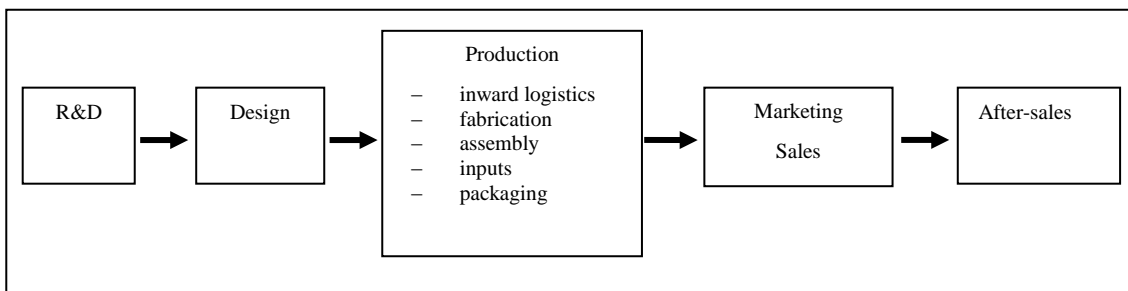 R&D
Design
Production
– inward logistics
– fabrication
– assembly
– inputs
– packaging
Marketing
Sales
After-sales